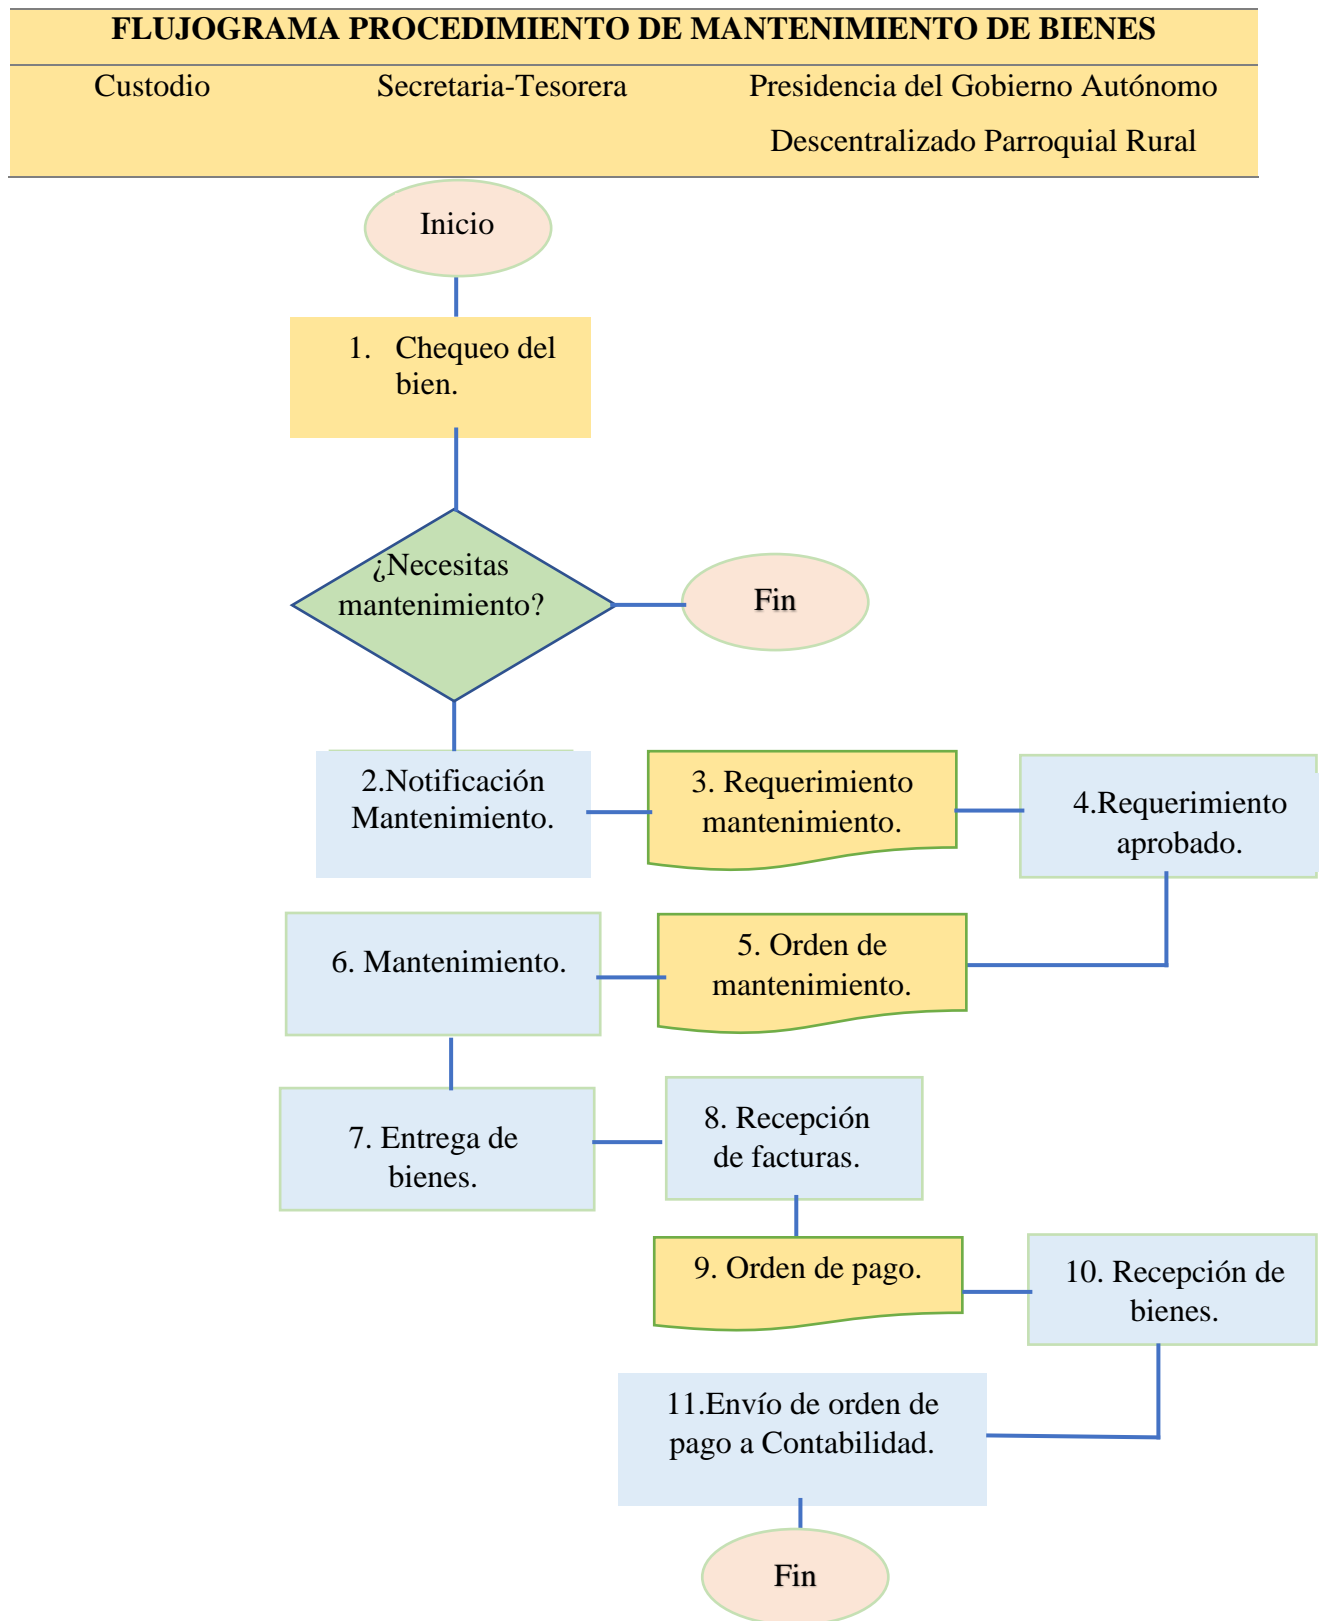 FLUJOGRAMA PROCEDIMIENTO DE MANTENIMIENTO DE BIENES
Custodio
Secretaria-Tesorera
Presidencia del Gobierno Autónomo
Descentralizado Parroquial Rural
Inicio
1. Chequeo del
bien.
¿Necesitas
mantenimiento?
Fin
2.Notificación
Mantenimiento.
3. Requerimiento
mantenimiento.
4.Requerimiento
aprobado.
5. Orden de
mantenimiento.
6. Mantenimiento.
7. Entrega de
bienes.
8. Recepción
de facturas.
9. Orden de pago.
10. Recepción de
bienes.
11.Envío de orden de
pago a Contabilidad.
Fin